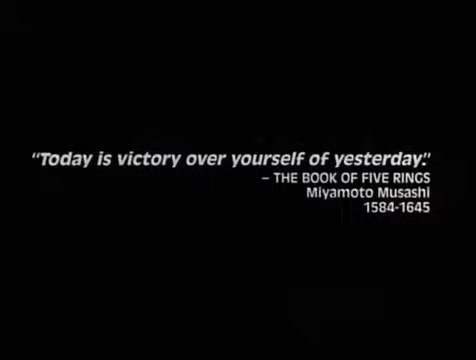 “Today is victory over yourself of yesterday.”
– THE BOOK OF FIVE RINGS
Miyamoto Musashi
1584-1645